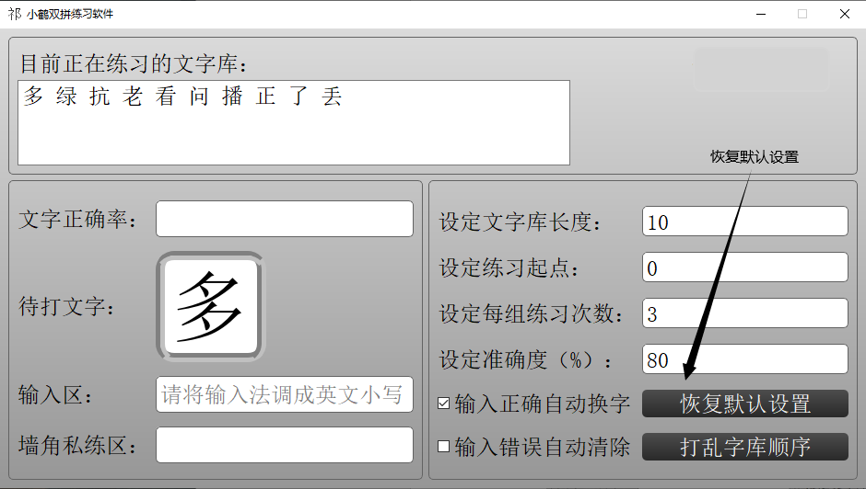 祁 小鹤双拼练习软件
目前正在练习的文字库：
多 绿 抗 老 看 问 播 正 了 丢
恢复默认设置
文字正确率：
待打文字：
多
输入区：
请将输入法调成英文小写
墙角私练区：
设定文字库长度：
10
设定练习起点：
0
设定每组练习次数：
3
设定准确度（%）：
80
输入正确自动换字
恢复默认设置
输入错误自动清除
打乱字库顺序